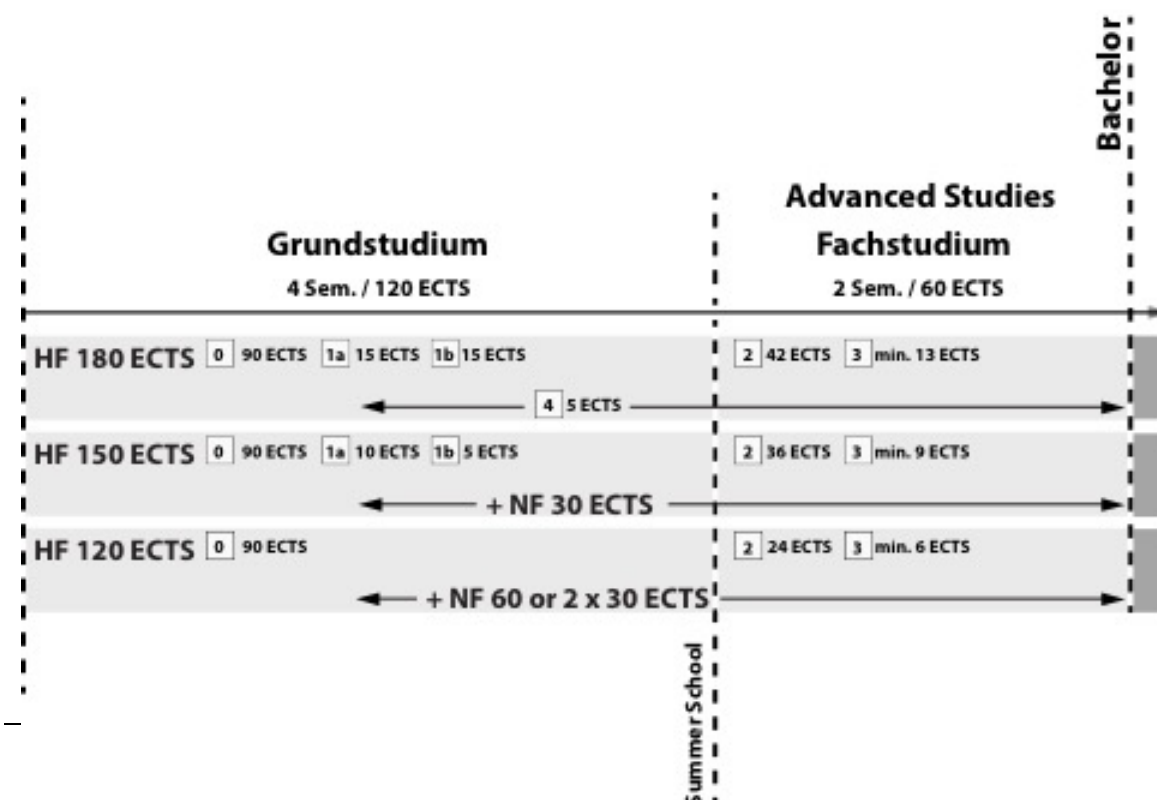 Bachelor
Advanced Studies
Grundstudium
Fachstudium
4 Sem. / 120 ECTS
2 Sem. / 60 ECTS
HF 180 ECTS 0 90 ECTS 1a 15 ECTS 1b 15 ECTS 2 42 ECTS 3 min. 13 ECTS
4 5 ECTS
HF 150 ECTS 0 90 ECTS 1a 10 ECTS 1b 5 ECTS 2 36 ECTS 3 min. 9 ECTS
+ NF 30 ECTS
HF 120 ECTS 0 90 ECTS 2 24 ECTS 3 min. 6 ECTS
+ NF 60 or 2 x 30 ECTS
Summer School